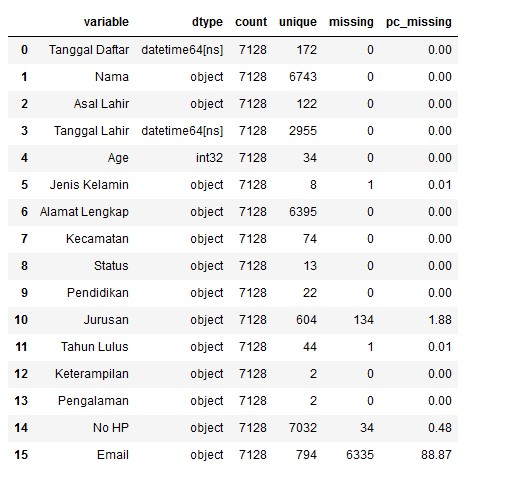 variable dtype count unique missing pc_missing
0 Tanggal Daftar datetime64[ns] 7128 172 0 0.00
1 Nama object 7128 6743 0 0.00
2 Asal Lahir object 7128 122 0 0.00
3 Tanggal Lahir datetime64[ns] 7128 2955 0 0.00
4 Age int32 7128 34 0 0.00
5 Jenis Kelamin object 7128 8 1 0.01
6 Alamat Lengkap object 7128 6395 0 0.00
7 Kecamatan object 7128 74 0 0.00
8 Status object 7128 13 0 0.00
9 Pendidikan object 7128 22 0 0.00
10 Jurusan object 7128 604 134 1.88
11 Tahun Lulus object 7128 44 1 0.01
12 Keterampilan object 7128 2 0 0.00
13 Pengalaman object 7128 2 0 0.00
14 No HP object 7128 7032 34 0.48
15 Email object 7128 794 6335 88.87